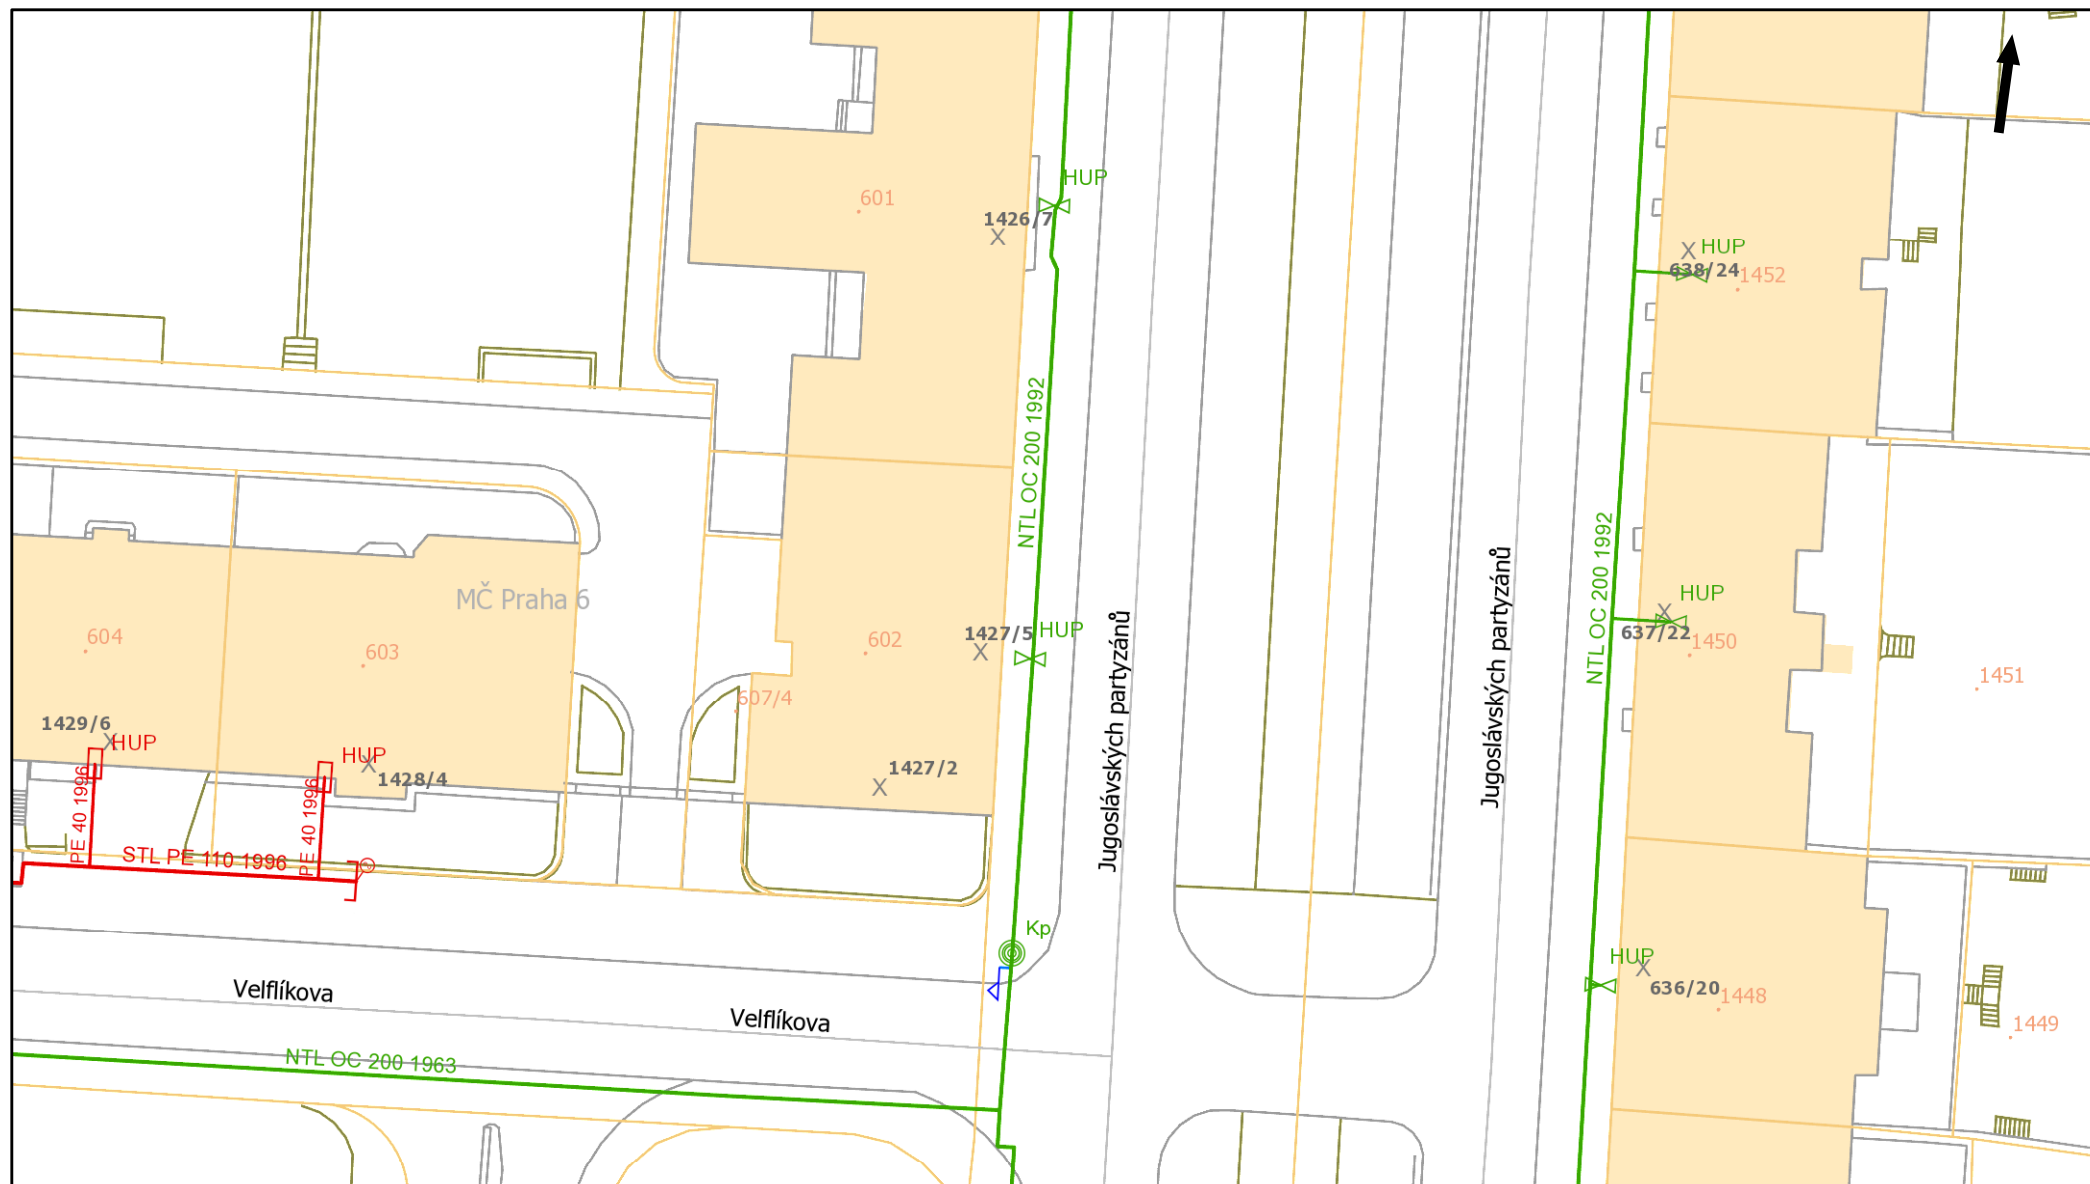 HUP
601
1426/7
HUP
638/24
1452
NTL OC 200 1992
NTL OC 200 1992
Jugoslávských partyzánů
Jugoslávských partyzánů
MČ Praha 6
604
603
602
1427/5
HUP
HUP
637/22
1450
1451
607/4
1429/6
HUP
HUP
1428/4
1427/2
PE 40 1996
PE 40 1996
STL PE 110 1996
Kp
HUP
636/20
1448
1449
Velflíkova
Velflíkova
NTL OC 200 1963